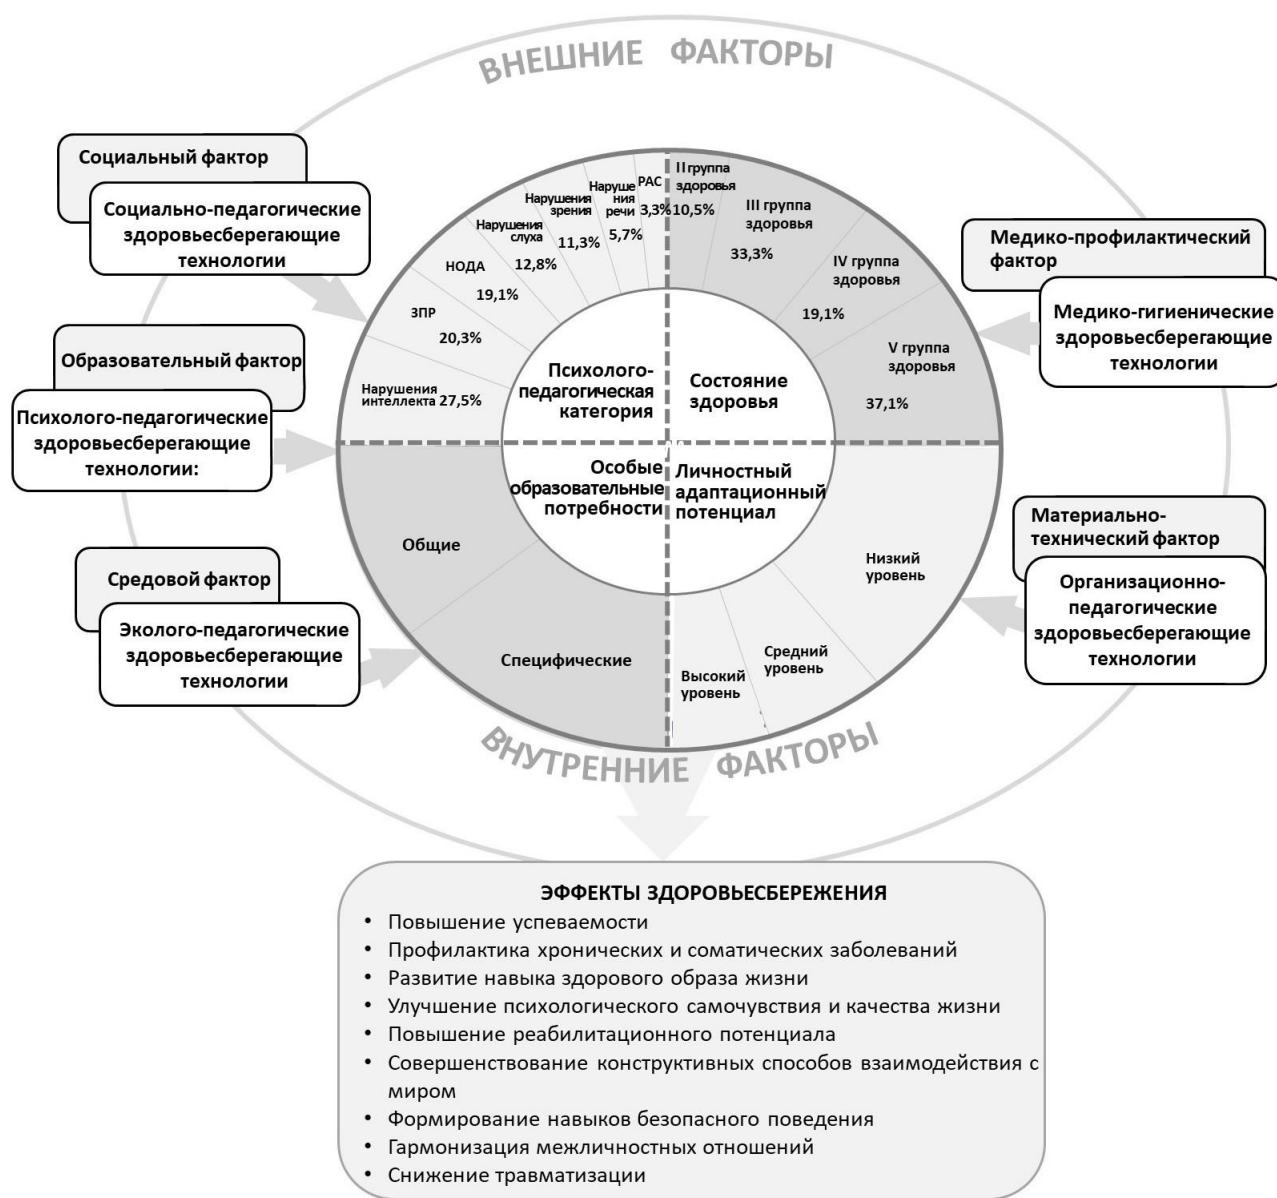 ВНЕШНИЕ ФАКТОРЫ
Социальный фактор
Социально-педагогические
здоровьесберегающие
технологии
Образовательный фактор
Психолого-педагогические
здоровьесберегающие
технологии:
Средовой фактор
Эколого-педагогические
здоровьесберегающие
технологии
Нарушения
интеллекта 27,5%
ЗПР
20,3%
НОДА
19,1%
Нарушения
слуха
12,8%
Нарушения
зрения
11,3%
Наруше
ния
речи
5,7%
РАС
3,3%
II группа
здоровья
10,5%
III группа
здоровья
33,3%
IV группа
здоровья
19,1%
V группа
здоровья
37,1%
Психолого-
педагогическая
категория
Состояние
здоровья
Особые
образовательные
потребности
Личностный
адаптационный
потенциал
Общие
Специфические
Высокий
уровень
Средний
уровень
Низкий
уровень
Медико-профилактический
фактор
Медико-гигиенические
здоровьесберегающие
технологии
Материально-
технический фактор
Организационно-
педагогические
здоровьесберегающие
технологии
ВНУТРЕННИЕ ФАКТОРЫ
ЭФФЕКТЫ ЗДОРОВЬЕСБЕРЕЖЕНИЯ
• Повышение успеваемости
• Профилактика хронических и соматических заболеваний
• Развитие навыка здорового образа жизни
• Улучшение психологического самочувствия и качества жизни
• Повышение реабилитационного потенциала
• Совершенствование конструктивных способов взаимодействия с
миром
• Формирование навыков безопасного поведения
• Гармонизация межличностных отношений
• Снижение травматизации